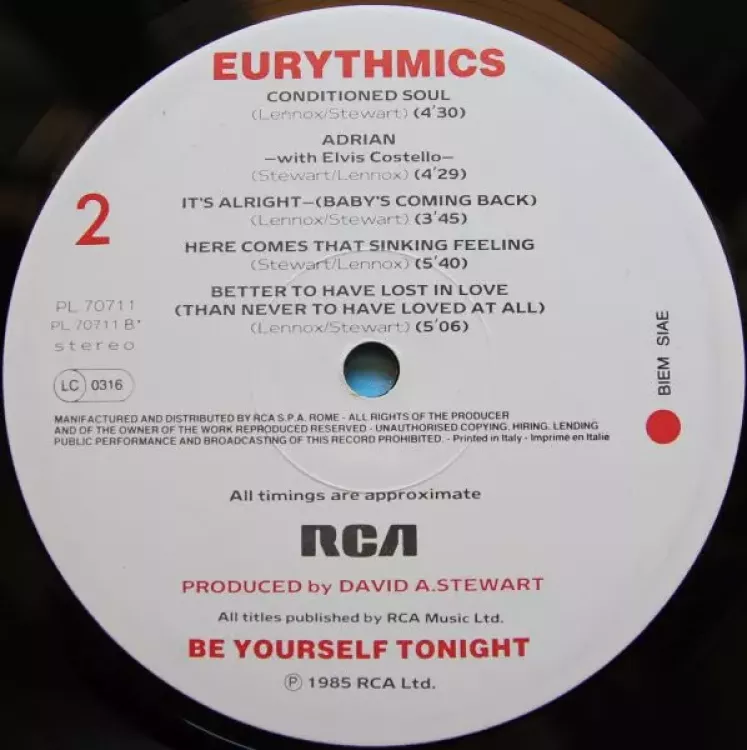 EURYTHMICS
CONDITIONED SOUL
(Lennox/Stewart) (4'30)
ADRIAN
—with Elvis Costello—
(Stewart/Lennox) (4'29)
IT'S ALRIGHT—(BABY'S COMING BACK)
(Lennox/Stewart) (3'45)
HERE COMES THAT SINKING FEELING
(Stewart/Lennox) (5'40)
BETTER TO HAVE LOST IN LOVE
(THAN NEVER TO HAVE LOVED AT ALL)
(Lennox/Stewart) (5'06)
2
PL 70711
PL 70711 B*
stereo
LC 0316
BIEM SIAE
MANIFACTURED AND DISTRIBUTED BY RCA S.P.A. ROME - ALL RIGHTS OF THE PRODUCER
AND OF THE OWNER OF THE WORK REPRODUCED RESERVED - UNAUTHORISED COPYING. HIRING. LENDING
PUBLIC PERFORMANCE AND BROADCASTING OF THIS RECORD PROHIBITED. - Printed in Italy - Imprimé en Italie
All timings are approximate
RCA
PRODUCED by DAVID A.STEWART
All titles published by RCA Music Ltd.
BE YOURSELF TONIGHT
℗ 1985 RCA Ltd.